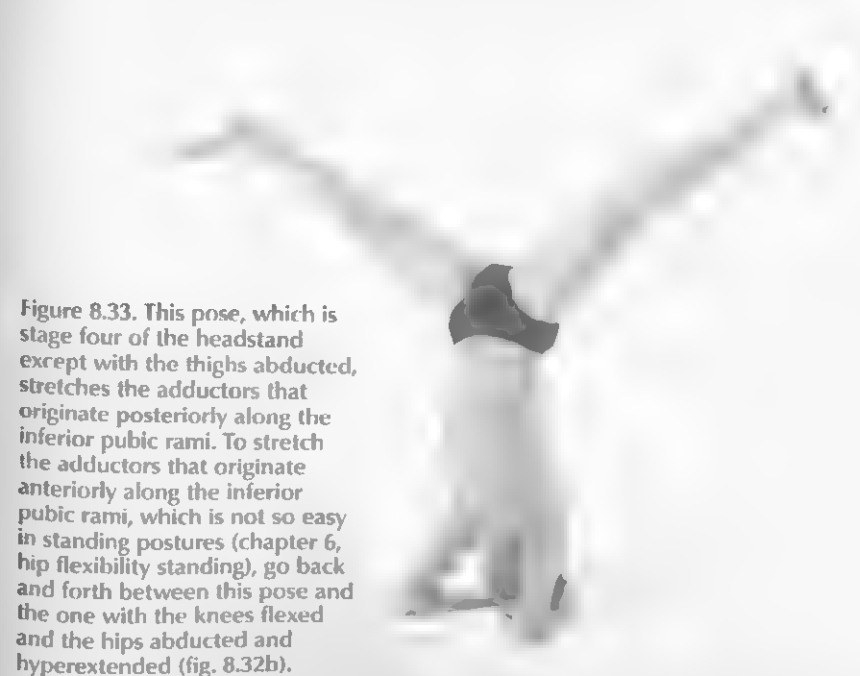 Figure 8.33. This pose, which is
stage four of the headstand
except with the thighs abducted,
stretches the adductors that
originate posteriorly along the
inferior pubic rami. To stretch
the adductors that originate
anteriorly along the inferior
pubic rami, which is not so easy
in standing postures (chapter 6,
hip flexibility standing), go back
and forth between this pose and
the one with the knees flexed
and the hips abducted and
hyperextended (fig. 8.32b).